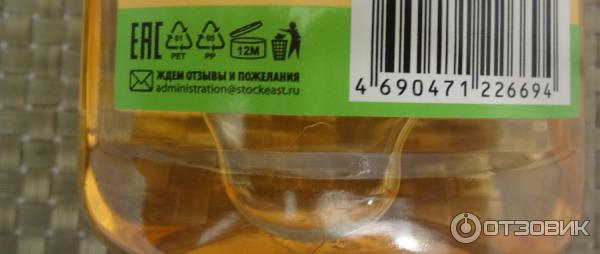 EAC 01 PET 05 PP 12M
ЖДЕМ ОТЗЫВЫ И ПОЖЕЛАНИЯ
administration@stockeast.ru
4 690471 226694
ОТЗОВИК